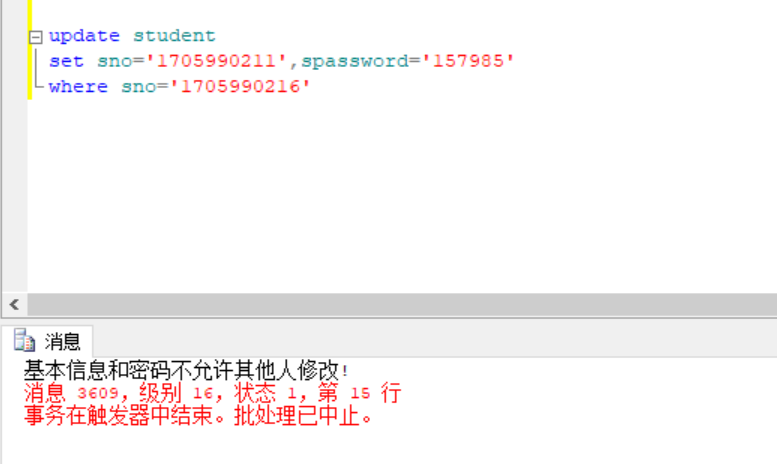 update student
set sno='1705990211',spassword='157985'
where sno='1705990216'
消息
基本信息和密码不允许其他人修改!
消息 3609，级别 16，状态 1，第 15 行
事务在触发器中结束。批处理已中止。